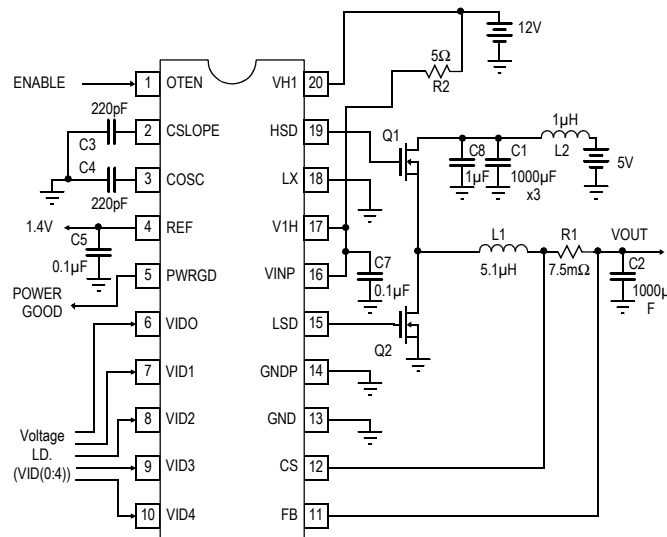 12V
5Ω
R2
ENABLE
1 OTEN VH1 20
220pF
C3
2 CSLOPE HSD 19
Q1
1µH
L2
5V
C8
1µF
C1
1000µF
x3
C4
220pF
3 COSC LX 18
1.4V
4 REF V1H 17
C5
0.1µF
L1
5.1µH
R1
7.5mΩ
VOUT
5 PWRGD VINP 16
C7
0.1µF
C2
1000µ
F
POWER
GOOD
6 VIDO LSD 15
Q2
7 VID1 GNDP 14
8 VID2 GND 13
Voltage
I.D.
(VID(0:4))
9 VID3 CS 12
10 VID4 FB 11